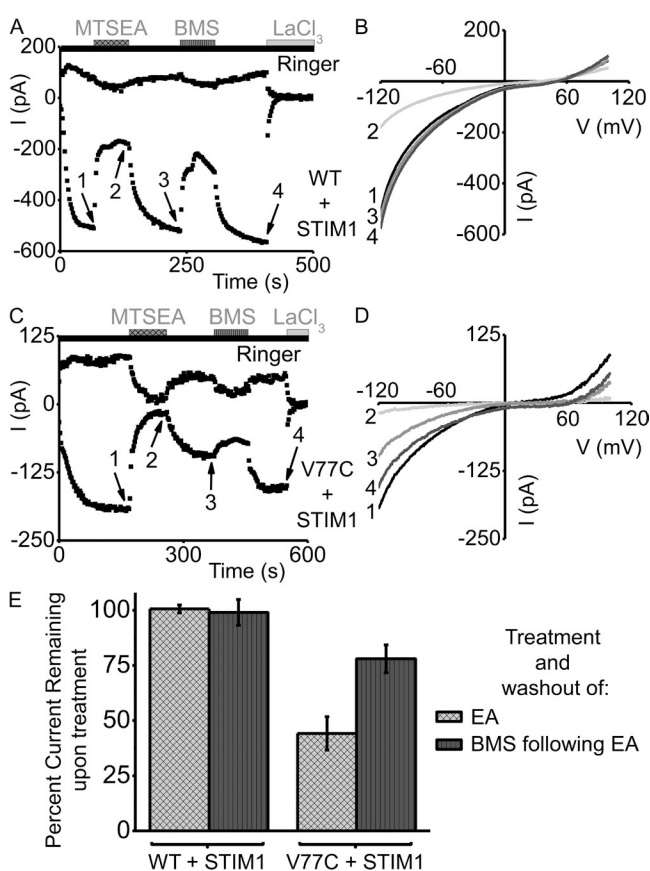 A
MTSEA BMS LaCl3
200
0
-200
-400
-600
I (pA)
Ringer
1
2
3
4
WT
+
STIM1
0 250 500
Time (s)
B
200
-60
-120
60 120
V (mV)
2
1
3
4
-200
-400
-600
I (pA)
C
MTSEA BMS LaCl3
125
0
-125
-250
I (pA)
Ringer
1
2
3
4
V77C
+
STIM1
0 300 600
Time (s)
D
125
-120 -60
60 120
V (mV)
2
3
4
1
-125
-250
I (pA)
E
Percent Current Remaining
upon treatment
100
75
50
25
0
WT + STIM1 V77C + STIM1
Treatment
and
washout of:
EA
BMS following EA